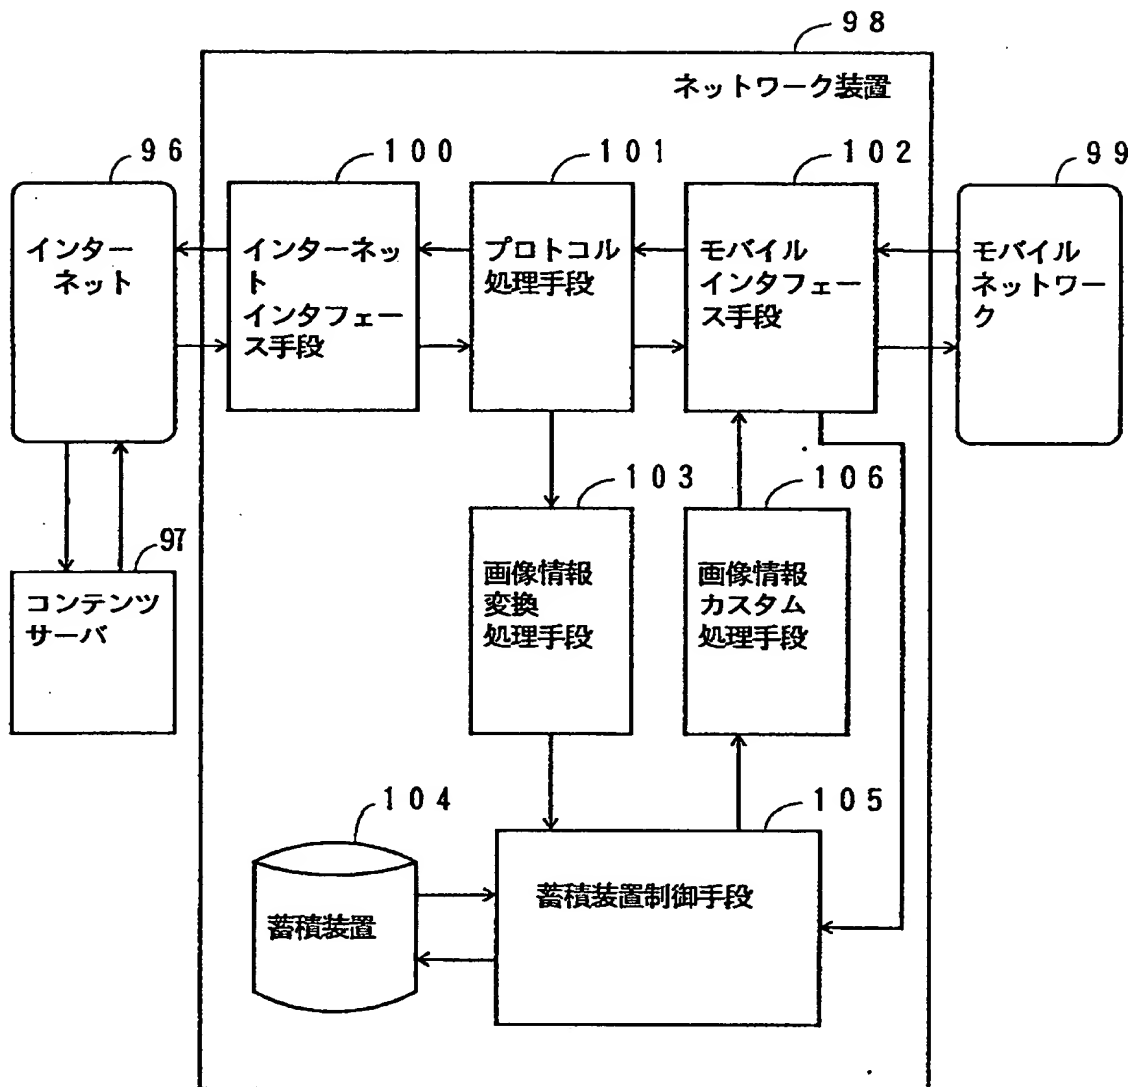 98
ネットワーク装置
96
100
101
102
99
インター
ネット
インターネッ
ト
インタフェー
ス手段
プロトコル
処理手段
モバイル
インタフェー
ス手段
モバイル
ネットワー
ク
103
106
97
コンテンツ
サーバ
画像情報
変換
処理手段
画像情報
カスタム
処理手段
104
105
蓄積装置
蓄積装置制御手段